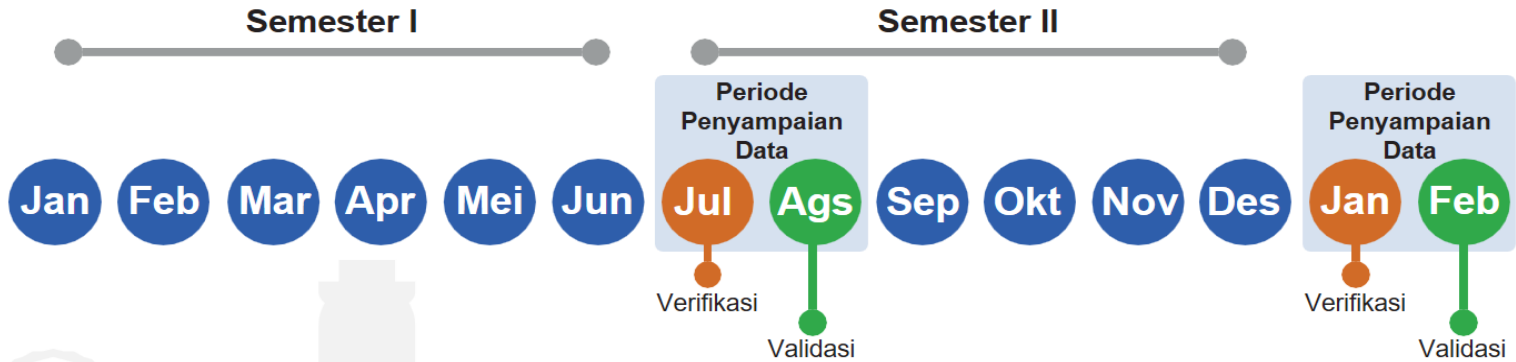 Semester I
Semester II
Periode
Penyampaian
Data
Periode
Penyampaian
Data
Jan
Feb
Mar
Apr
Mei
Jun
Jul
Ags
Sep
Okt
Nov
Des
Jan
Feb
Verifikasi
Verifikasi
Validasi
Validasi